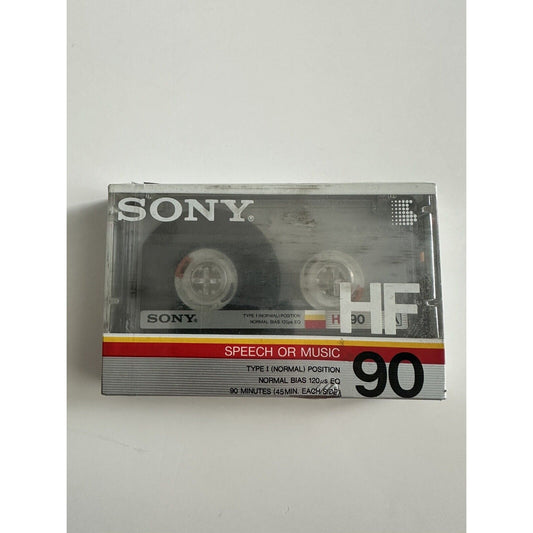 SONY®
SONY
TYPE I (NORMAL) POSITION
NORMAL BIAS 120μs EQ
90
A
HF
SPEECH OR MUSIC
TYPE I (NORMAL) POSITION
NORMAL BIAS 120μs EQ
90 MINUTES (45MIN. EACH/SIDE)
90